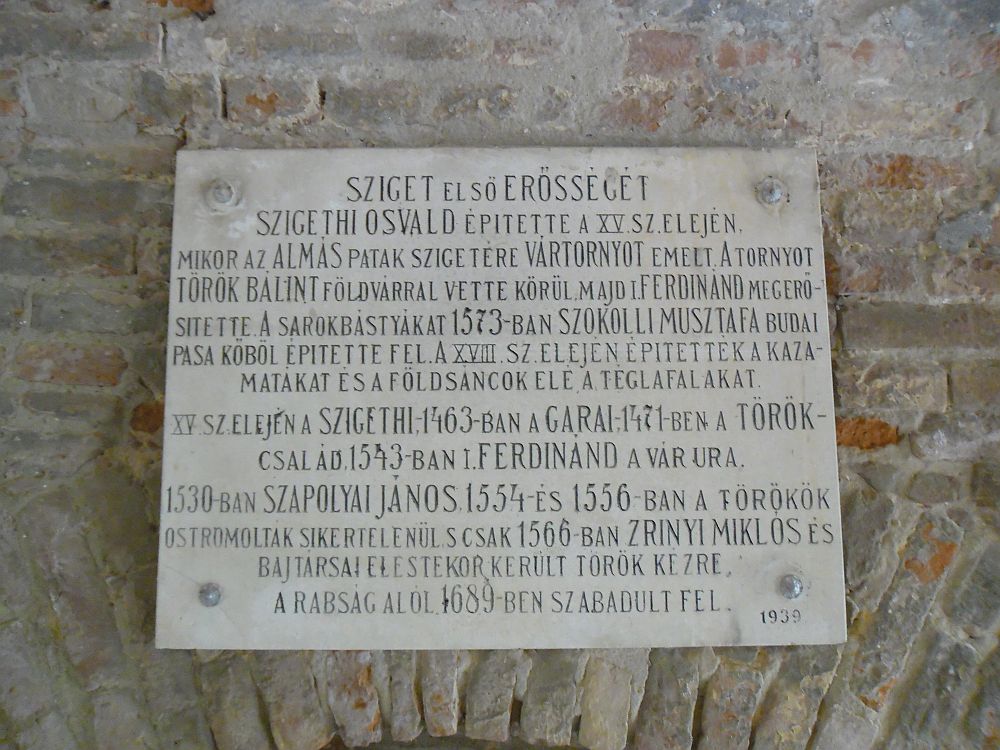 SZIGET ELSŐ ERŐSSÉGÉT
SZIGETHI OSVALD ÉPITETTE A XV. SZ. ELEJÉN,
MIKOR AZ ALMÁS PATAK SZIGETÉRE VÁRTORNYOT EMELT. A TORNYOT
TÖRÖK BÁLINT FÖLDVÁRRAL VETTE KÖRÜL, MAJD I. FERDINÁND MEGERŐ-
SITETTE. A SAROKBÁSTYÁKAT 1573-BAN SZOKOLLI MUSZTAFA BUDAI
PASA KŐBŐL ÉPITETTE FEL. A XVIII. SZ. ELEJÉN ÉPITETTÉK A KAZA-
MATÁKAT ÉS A FÖLDSÁNCOK ELÉ A TÉGLAFALAKAT.
XV. SZ. ELEJÉN A SZIGETHI, 1463-BAN A GARAI, 1471-BEN A TÖRÖK-
CSALÁD, 1543-BAN I. FERDINÁND A VÁR URA.
1530-BAN SZAPOLYAI JÁNOS, 1554-ÉS 1556-BAN A TÖRÖKÖK
OSTROMOLTÁK SIKERTELENÜL S CSAK 1566-BAN ZRINYI MIKLÓS ÉS
BAJTÁRSAI ELESTEKOR KERÜLT TÖRÖK KÉZRE.
A RABSÁG ALÓL 1689-BEN SZABADULT FEL.
1939